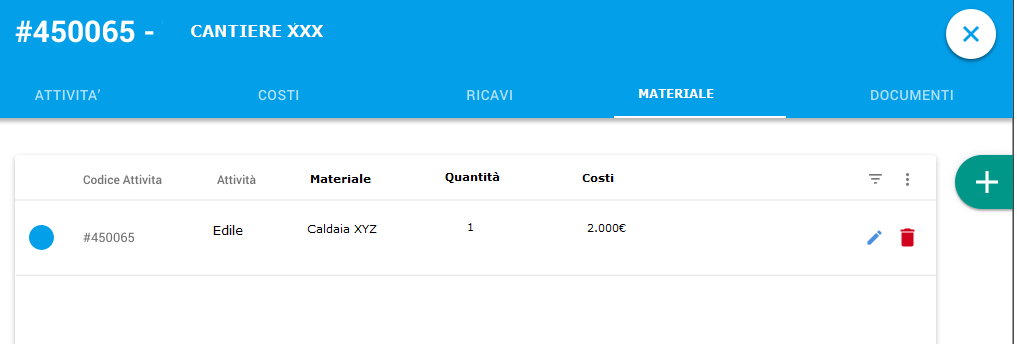 #450065 - CANTIERE XXX
ATTIVITA' COSTI RICAVI MATERIALE DOCUMENTI
Codice Attivita Attività Materiale Quantità Costi
#450065 Edile Caldaia XYZ 1 2.000€